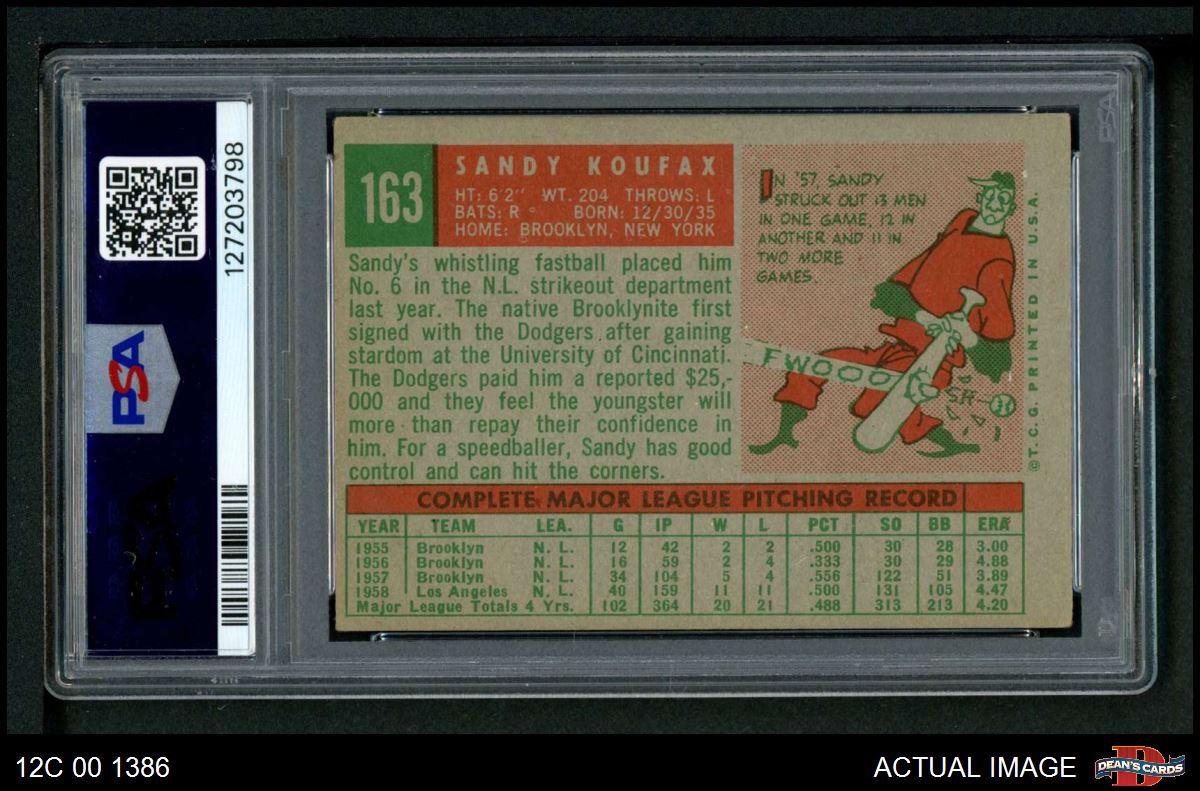 127203798
PSA
163
SANDY KOUFAX
HT: 6'2" WT. 204 THROWS: L
BATS: R BORN: 12/30/35
HOME: BROOKLYN, NEW YORK
Sandy's whistling fastball placed him
No. 6 in the N.L. strikeout department
last year. The native Brooklynite first
signed with the Dodgers after gaining
stardom at the University of Cincinnati.
The Dodgers paid him a reported $25,-
000 and they feel the youngster will
more than repay their confidence in
him. For a speedballer, Sandy has good
control and can hit the corners.
IN '57, SANDY
STRUCK OUT 13 MEN
IN ONE GAME, 12 IN
ANOTHER AND 11 IN
TWO MORE
GAMES.
FWOOO
© T. C. G. PRINTED IN U.S.A.
COMPLETE MAJOR LEAGUE PITCHING RECORD
YEAR TEAM LEA. G IP W L PCT SO BB ERA
1955 Brooklyn N. L. 12 42 2 2 .500 30 28 3.00
1956 Brooklyn N. L. 16 59 2 4 .333 30 29 4.88
1957 Brooklyn N. L. 34 104 5 4 .556 122 51 3.89
1958 Los Angeles N. L. 40 159 11 11 .500 131 105 4.47
Major League Totals 4 Yrs. 102 364 20 21 .488 313 213 4.20
PSA
PSA
12C 00 1386
ACTUAL IMAGE
DEAN'S CARDS